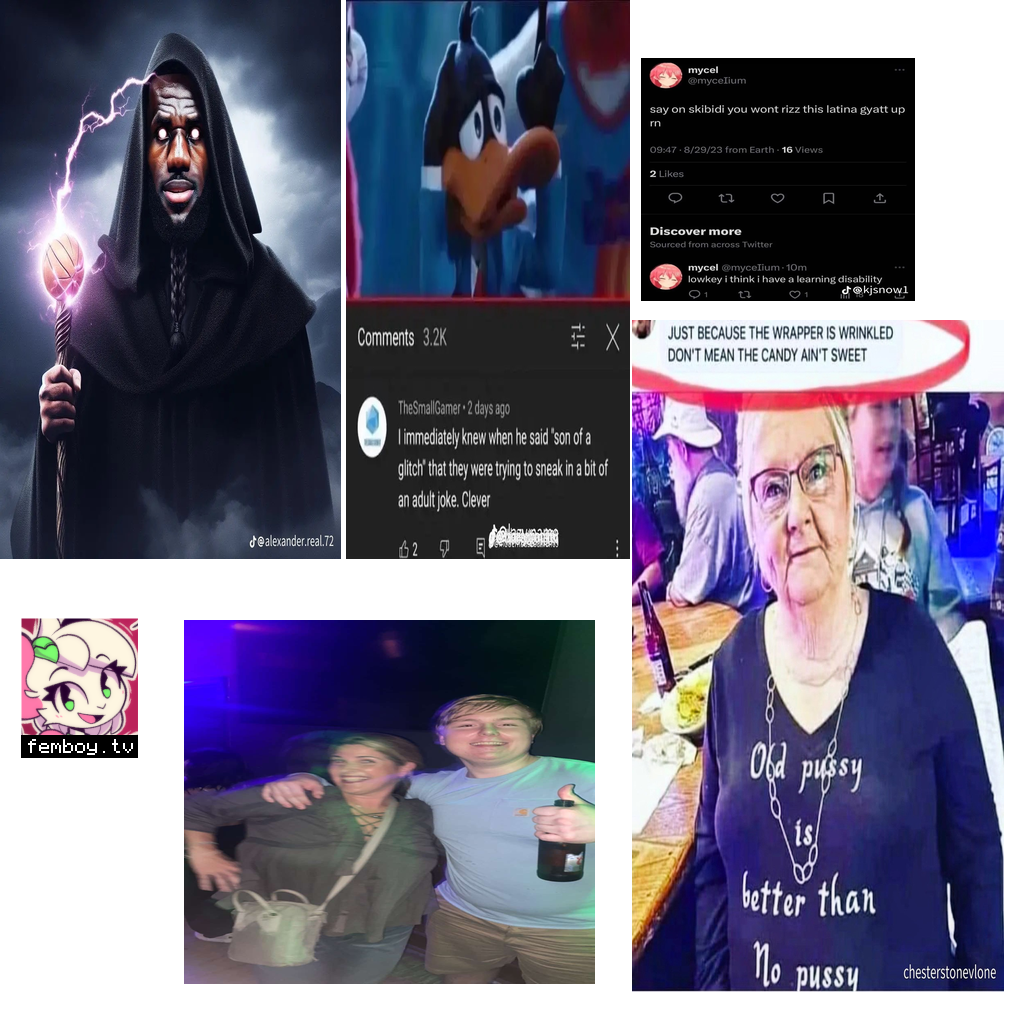 @alexander.real.72
Comments 3.2K
TheSmallGamer • 2 days ago
I immediately knew when he said "son of a
glitch" that they were trying to sneak in a bit of
an adult joke. Clever
2
mycel
@myceIium
say on skibidi you wont rizz this latina gyatt up
rn
09:47 · 8/29/23 from Earth · 16 Views
2 Likes
Discover more
Sourced from across Twitter
mycel @myceIium · 10m
lowkey i think i have a learning disability
1
1
@kjsnow1
JUST BECAUSE THE WRAPPER IS WRINKLED
DON'T MEAN THE CANDY AIN'T SWEET
Old pussy
is
better than
No pussy
chesterstonevlone
femboy.tv